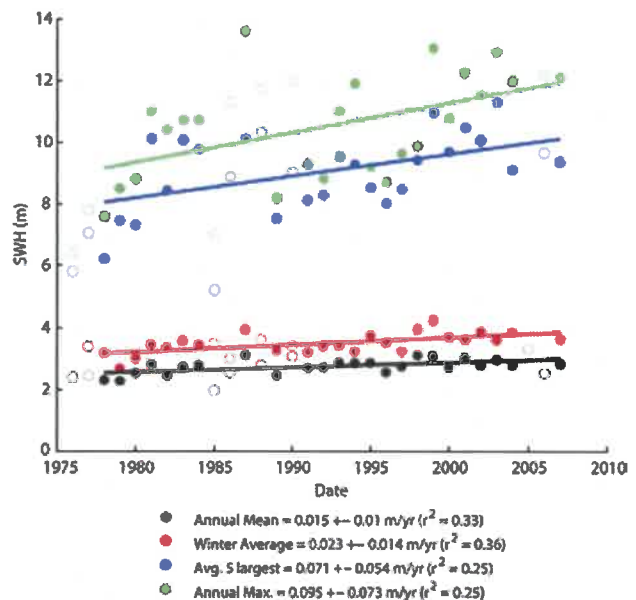 14
12
10
8
6
4
2
0
SWH (m)
1975 1980 1985 1990 1995 2000 2005 2010
Date
Annual Mean = 0.015 +- 0.01 m/yr (r² = 0.33)
Winter Average = 0.023 +- 0.014 m/yr (r² = 0.36)
Avg. 5 largest = 0.071 +- 0.054 m/yr (r² = 0.25)
Annual Max. = 0.095 +- 0.073 m/yr (r² = 0.25)